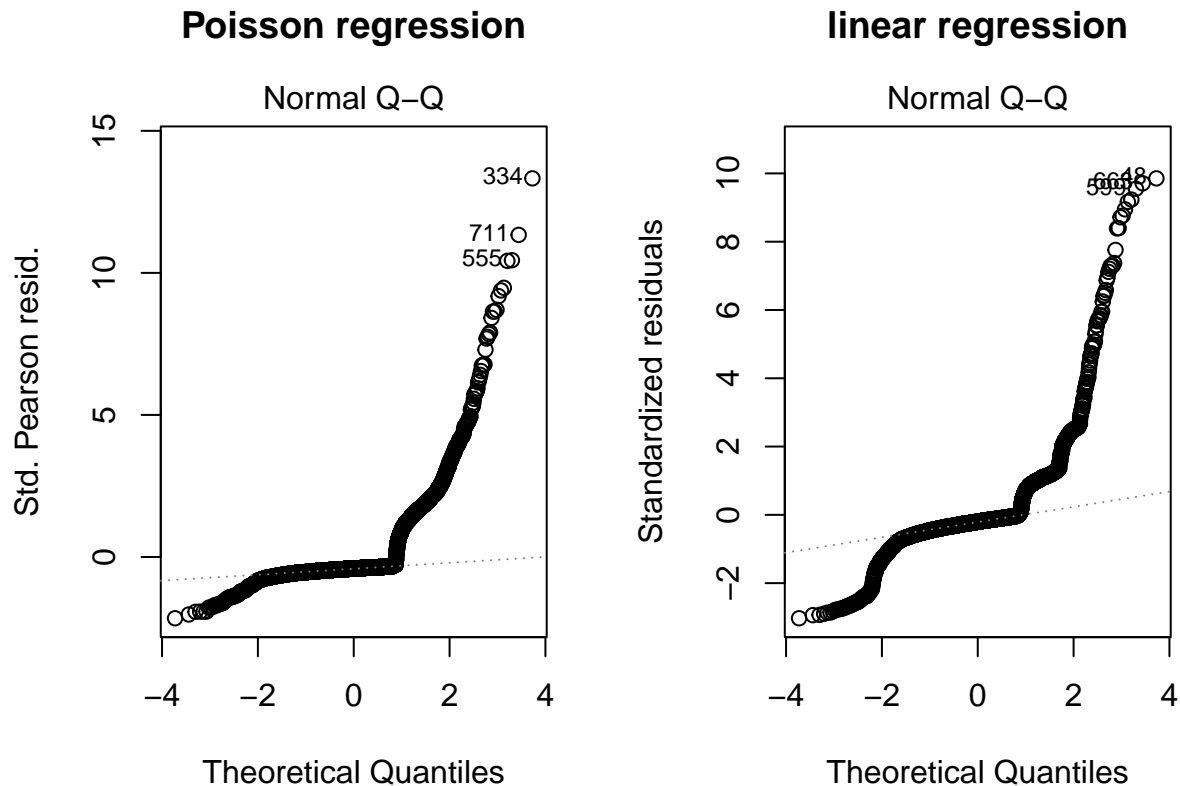 Poisson regression
Normal Q−Q
Std. Pearson resid.
15
10
5
0
334
711
555
−4 −2 0 2 4
Theoretical Quantiles
linear regression
Normal Q−Q
Standardized residuals
10
8
6
4
2
0
−2
48
−4 −2 0 2 4
Theoretical Quantiles